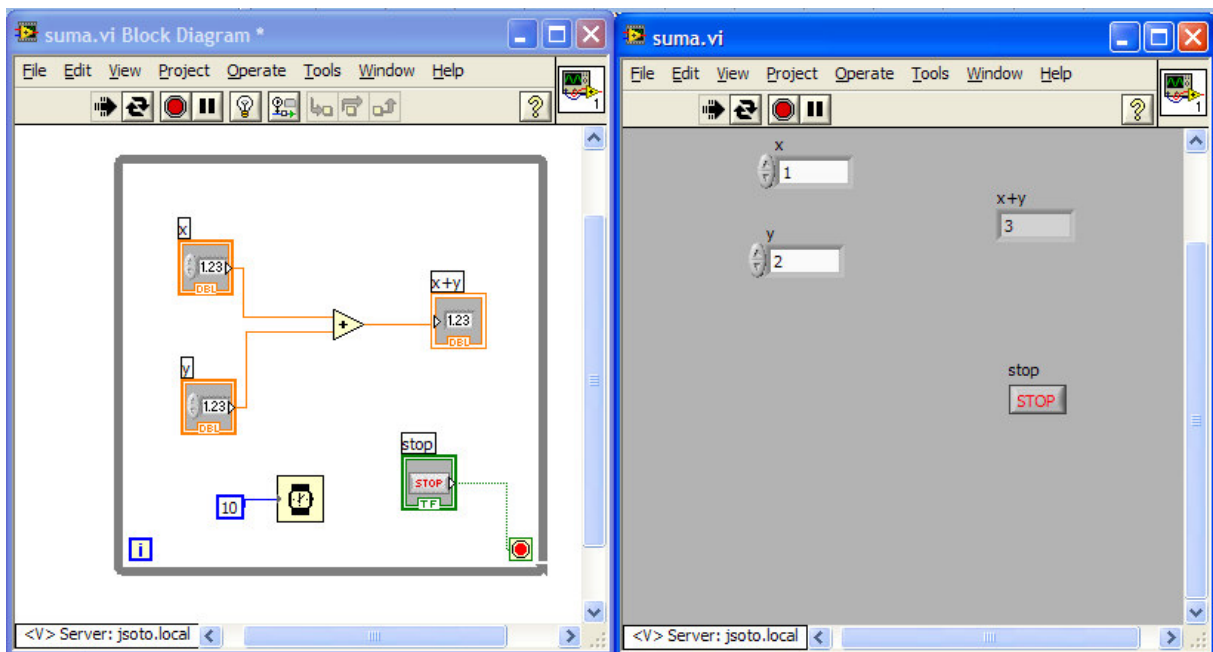 suma.vi Block Diagram *
File Edit View Project Operate Tools Window Help
?
1
x
1.23
DBL
x+y
1.23
DBL
+
y
1.23
DBL
stop
STOP
TF
10
i
<V> Server: jsoto.local
suma.vi
File Edit View Project Operate Tools Window Help
?
1
x
1
x+y
3
y
2
stop
STOP
<V> Server: jsoto.local